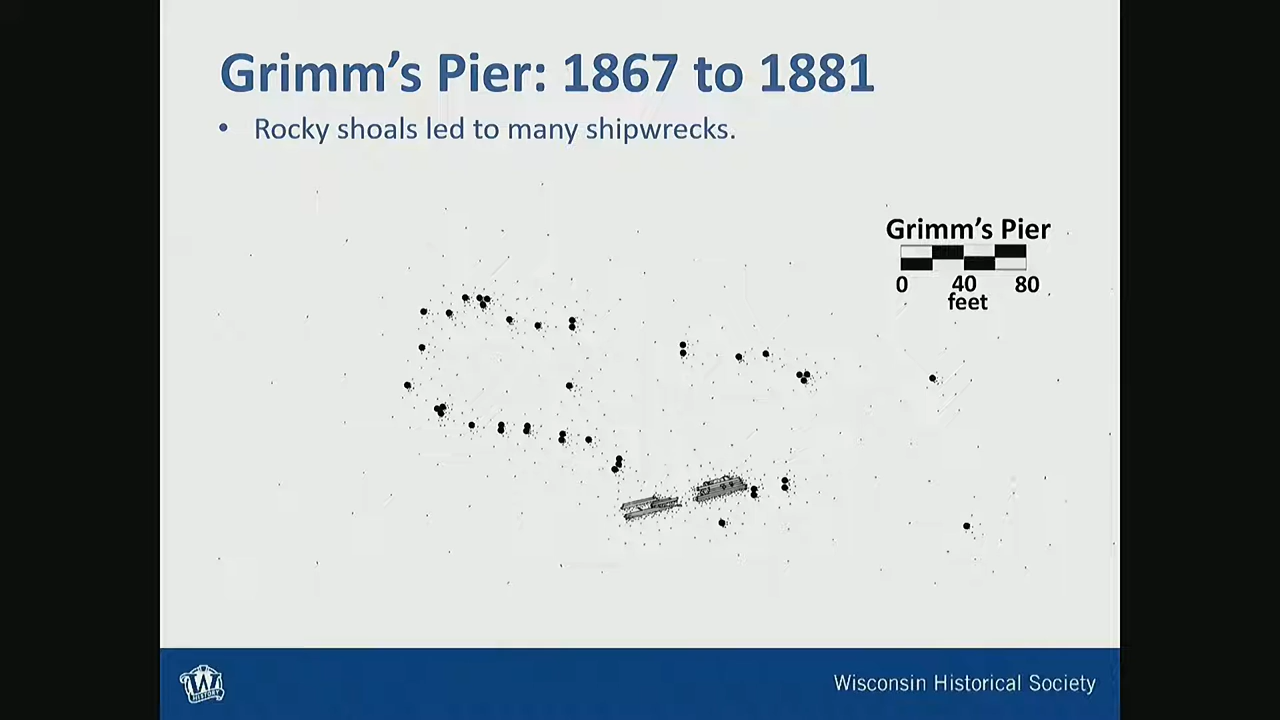 Grimm's Pier: 1867 to 1881
• Rocky shoals led to many shipwrecks.
Grimm's Pier
0 40 80
feet
W
HISTORY
Wisconsin Historical Society